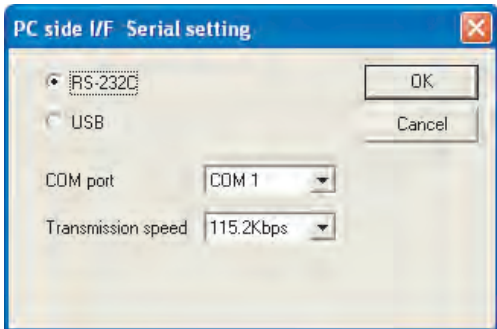 PC side I/F Serial setting
RS-232C
OK
USB
Cancel
COM port
COM 1
Transmission speed
115.2Kbps